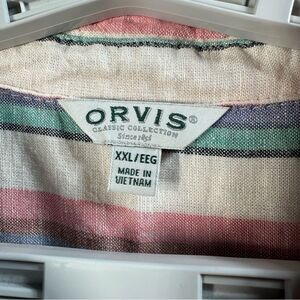 ORVIS®
CLASSIC COLLECTION
Since 1856
XXL/EEG
MADE IN
VIETNAM